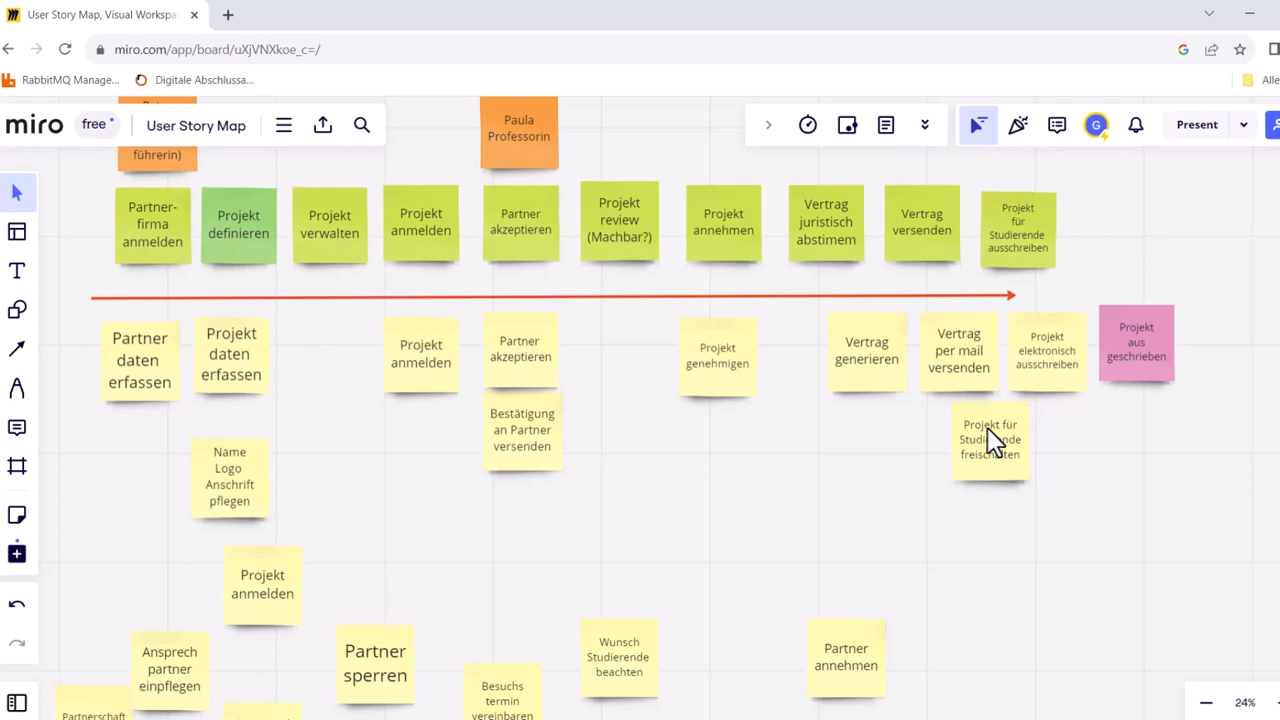 User Story Map, Visual Workspa
miro.com/app/board/uXjVNXkoe_c=/
RabbitMQ Manage...
Digitale Abschlussa...
Alle
miro
free
User Story Map
G
Present
führerin)
Paula
Professorin
Partner-
firma
anmelden
Projekt
definieren
Projekt
verwalten
Projekt
anmelden
Partner
akzeptieren
Projekt
review
(Machbar?)
Projekt
annehmen
Vertrag
juristisch
abstimem
Vertrag
versenden
Projekt
für
Studierende
ausschreiben
Partner
daten
erfassen
Projekt
daten
erfassen
Projekt
anmelden
Partner
akzeptieren
Projekt
genehmigen
Vertrag
generieren
Vertrag
per mail
versenden
Projekt
elektronisch
ausschreiben
Projekt
aus
geschrieben
Bestätigung
an Partner
versenden
Projekt für
Studierende
freischalten
Name
Logo
Anschrift
pflegen
Projekt
anmelden
Ansprech
partner
einpflegen
Partner
sperren
Wunsch
Studierende
beachten
Partner
annehmen
Besuchs
termin
vereinbaren
Partnerschaft
24%